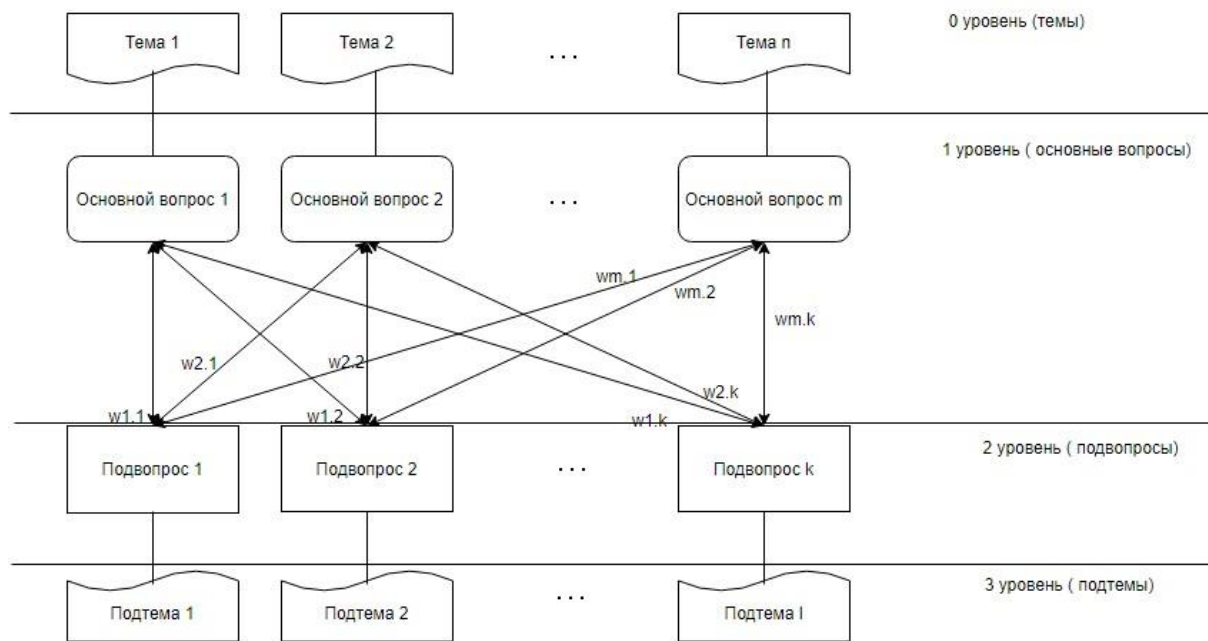 Тема 1
Тема 2
. . .
Тема n
0 уровень (темы)
1 уровень ( основные вопросы)
Основной вопрос 1
Основной вопрос 2
. . .
Основной вопрос m
wm.1
wm.2
wm.k
w2.1
w2.2
w2.k
w1.1
w1.2
w1.k
2 уровень ( подвопросы)
Подвопрос 1
Подвопрос 2
. . .
Подвопрос k
3 уровень ( подтемы)
Подтема 1
Подтема 2
. . .
Подтема l